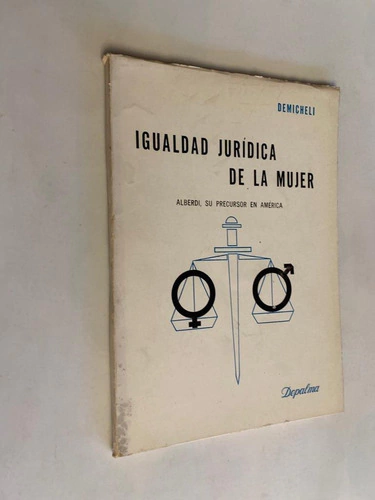 DEMICHELI
IGUALDAD JURÍDICA
DE LA MUJER
ALBERDI, SU PRECURSOR EN AMÉRICA
Depalma